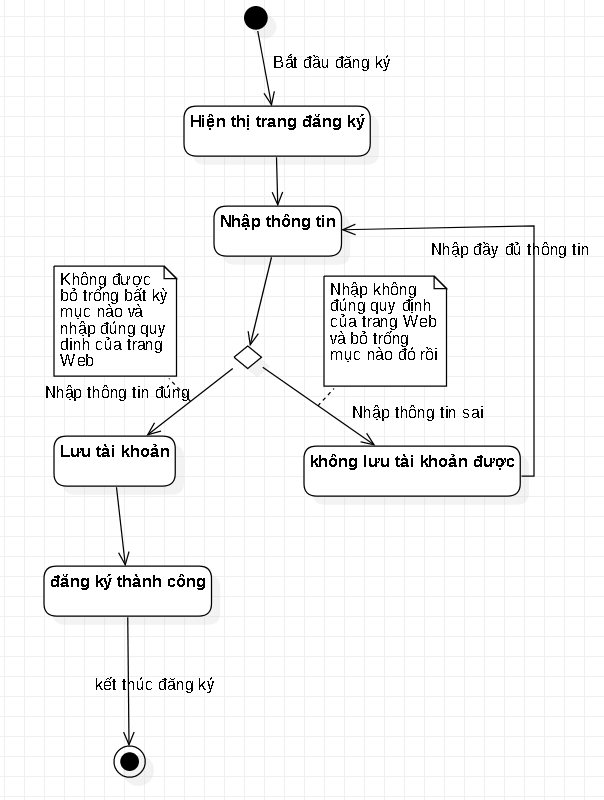 Bắt đầu đăng ký
Hiện thị trang đăng ký
Nhập thông tin
Nhập đầy đủ thông tin
Không được
bỏ trống bất kỳ
mục nào và
nhập đúng quy
dinh của trang
Web
Nhập không
đúng quy định
của trang Web
và bỏ trống
mục nào đó rồi
Nhập thông tin đúng
Nhập thông tin sai
Lưu tài khoản
không lưu tài khoản được
đăng ký thành công
kết thúc đăng ký